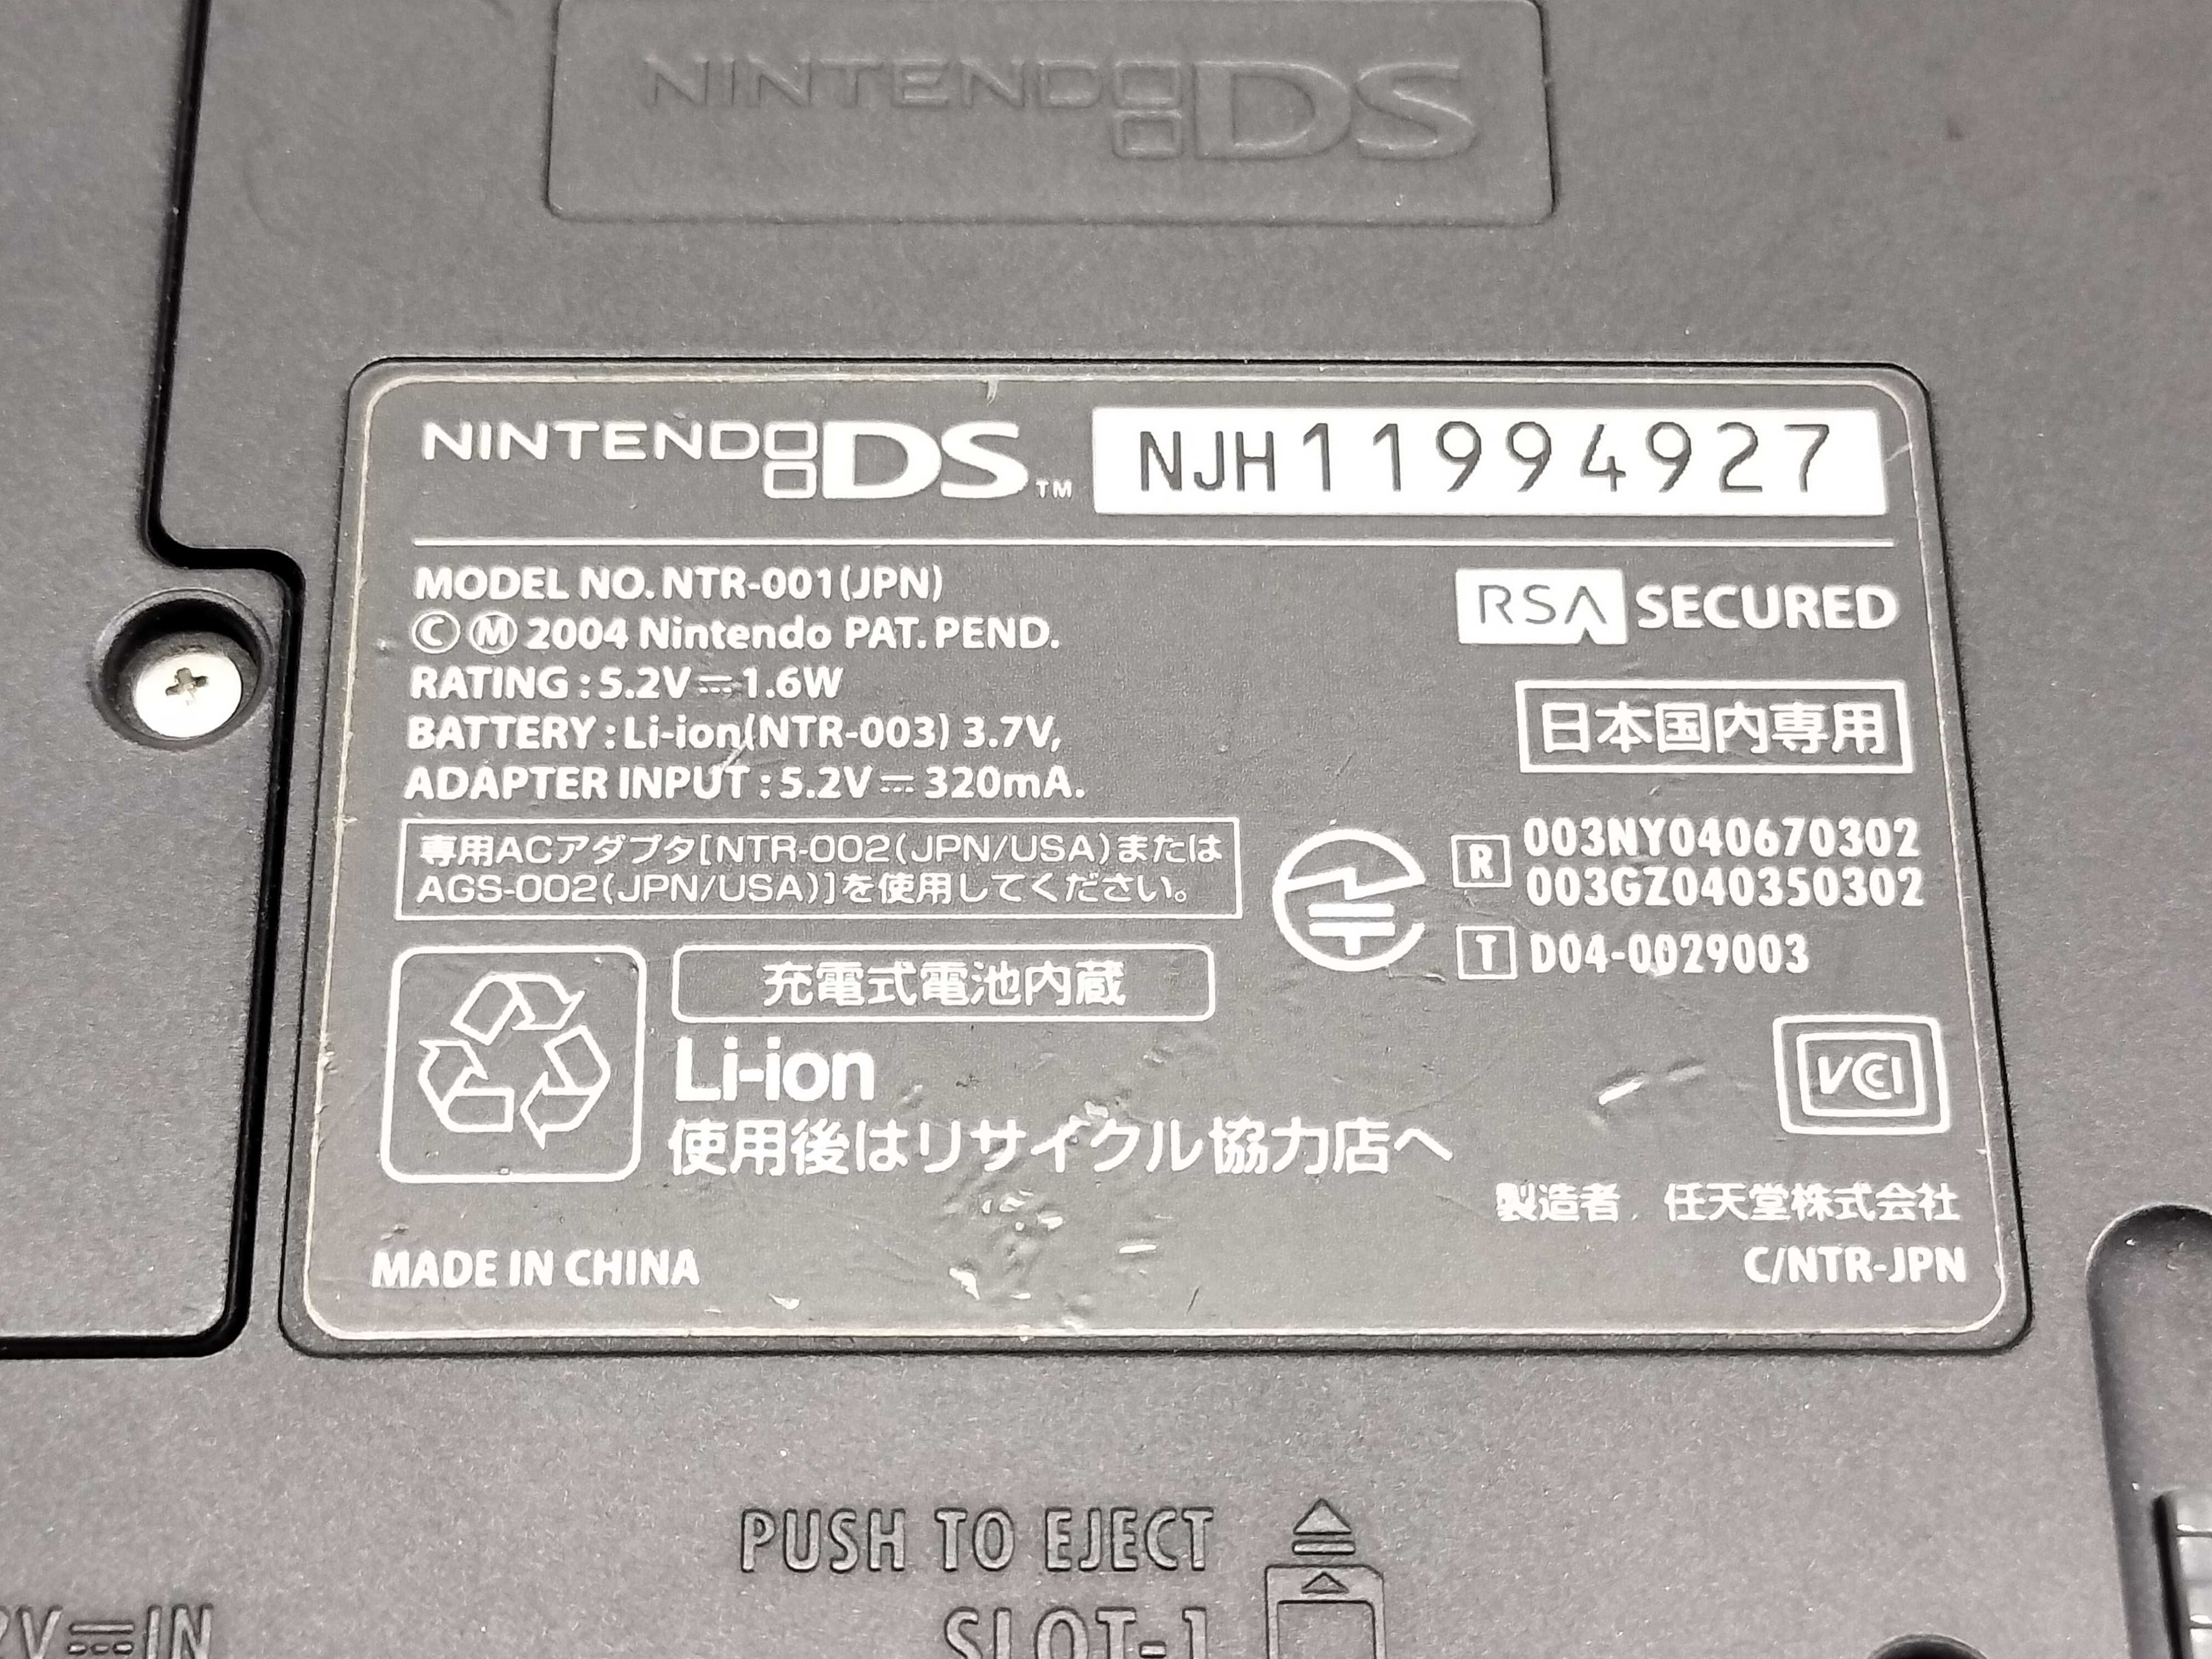 NINTENDO DS
NINTENDO DS™ NJH11994927
MODEL NO. NTR-001(JPN)
Ⓒ Ⓜ 2004 Nintendo PAT. PEND.
RATING : 5.2V⎓1.6W
BATTERY : Li-ion(NTR-003) 3.7V,
ADAPTER INPUT : 5.2V⎓320mA.
RSA SECURED
日本国内専用
専用ACアダプタ[NTR-002(JPN/USA)または
AGS-002(JPN/USA)]を使用してください。
R 003NY040670302
003GZ040350302
T D04-0029003
充電式電池内蔵
Li-ion
使用後はリサイクル協力店へ
VCCI
製造者 任天堂株式会社
MADE IN CHINA
C/NTR-JPN
PUSH TO EJECT
SLOT-1
2V⎓IN